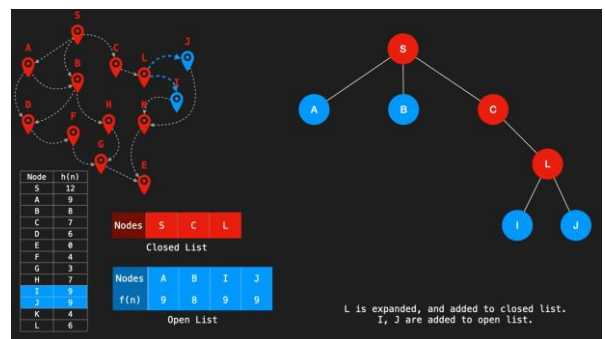 S
A
B
C
L
J
I
D
F
H
K
G
E
Node h(n)
S 12
A 9
B 8
C 7
D 6
E 0
F 4
G 3
H 7
I 9
J 9
K 4
L 6
Nodes S C L
Closed List
Nodes A B I J
f(n) 9 8 9 9
Open List
S
A
B
C
L
I
J
L is expanded, and added to closed list.
I, J are added to open list.